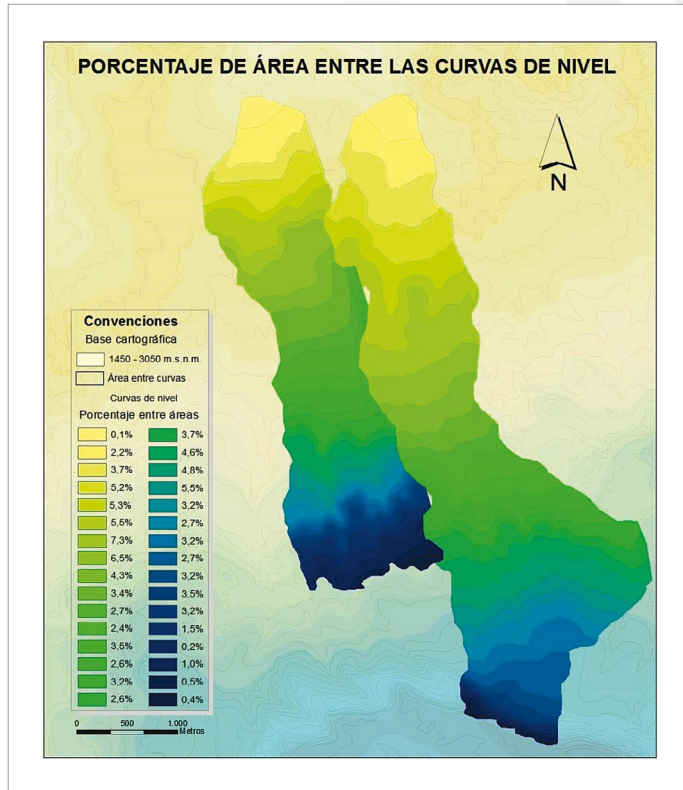 PORCENTAJE DE ÁREA ENTRE LAS CURVAS DE NIVEL
N
Convenciones
Base cartográfica
1450 - 3050 m.s.n.m.
Área entre curvas
Curvas de nivel
Porcentaje entre áreas
0,1% 3,7%
2,2% 4,6%
3,7% 4,8%
5,2% 5,5%
5,3% 3,2%
5,5% 2,7%
7,3% 3,2%
6,5% 2,7%
4,3% 3,2%
3,4% 3,5%
2,7% 3,2%
2,4% 1,5%
3,5% 0,2%
2,6% 1,0%
3,2% 0,5%
2,6% 0,4%
0 500 1.000
Metros